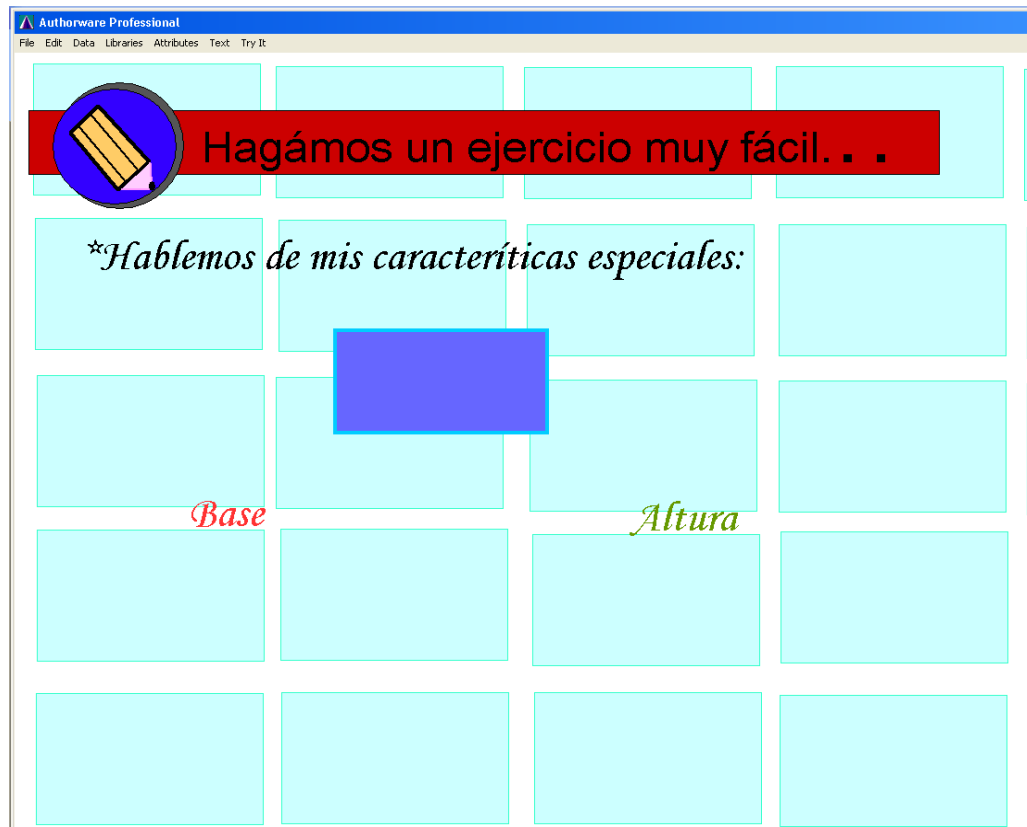 Authorware Professional
File Edit Data Libraries Attributes Text Try It
Hagámos un ejercicio muy fácil. . .
*Hablemos de mis caracteríticas especiales:
Base Altura